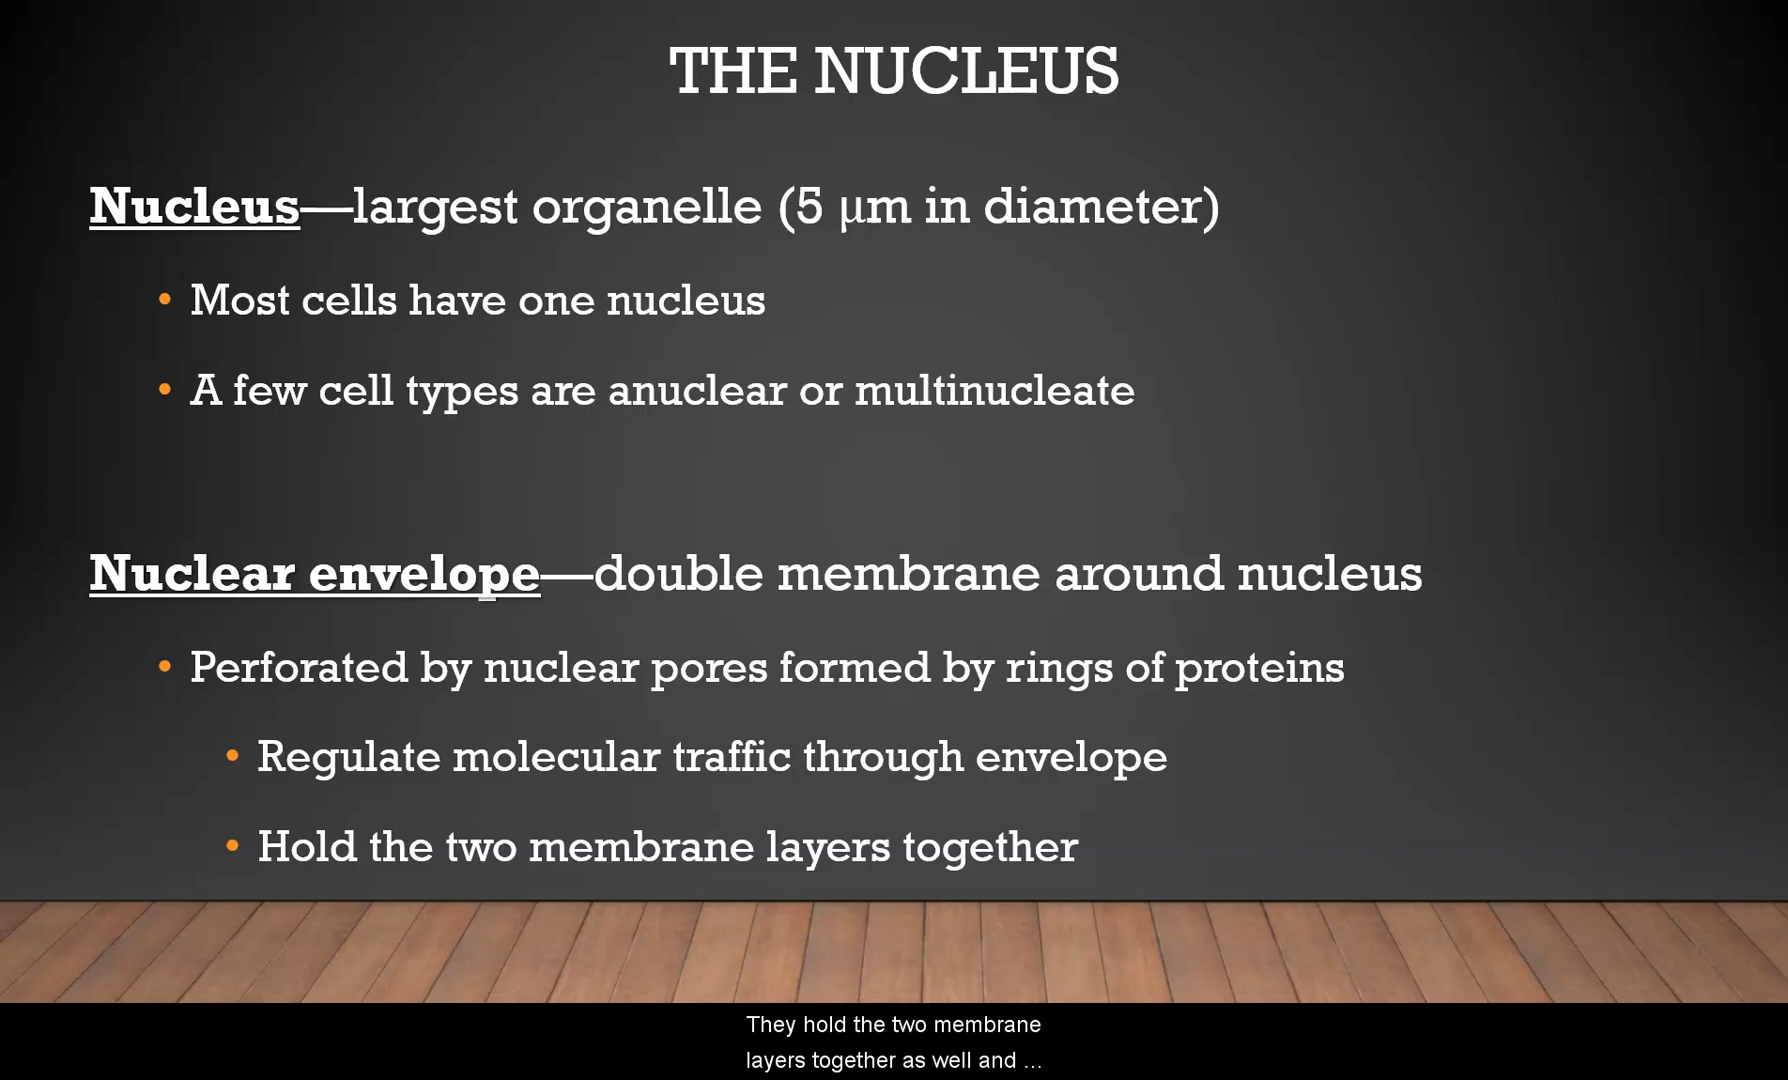 THE NUCLEUS
Nucleus—largest organelle (5 μm in diameter)
• Most cells have one nucleus
• A few cell types are anuclear or multinucleate
Nuclear envelope—double membrane around nucleus
• Perforated by nuclear pores formed by rings of proteins
• Regulate molecular traffic through envelope
• Hold the two membrane layers together
They hold the two membrane
layers together as well and ...